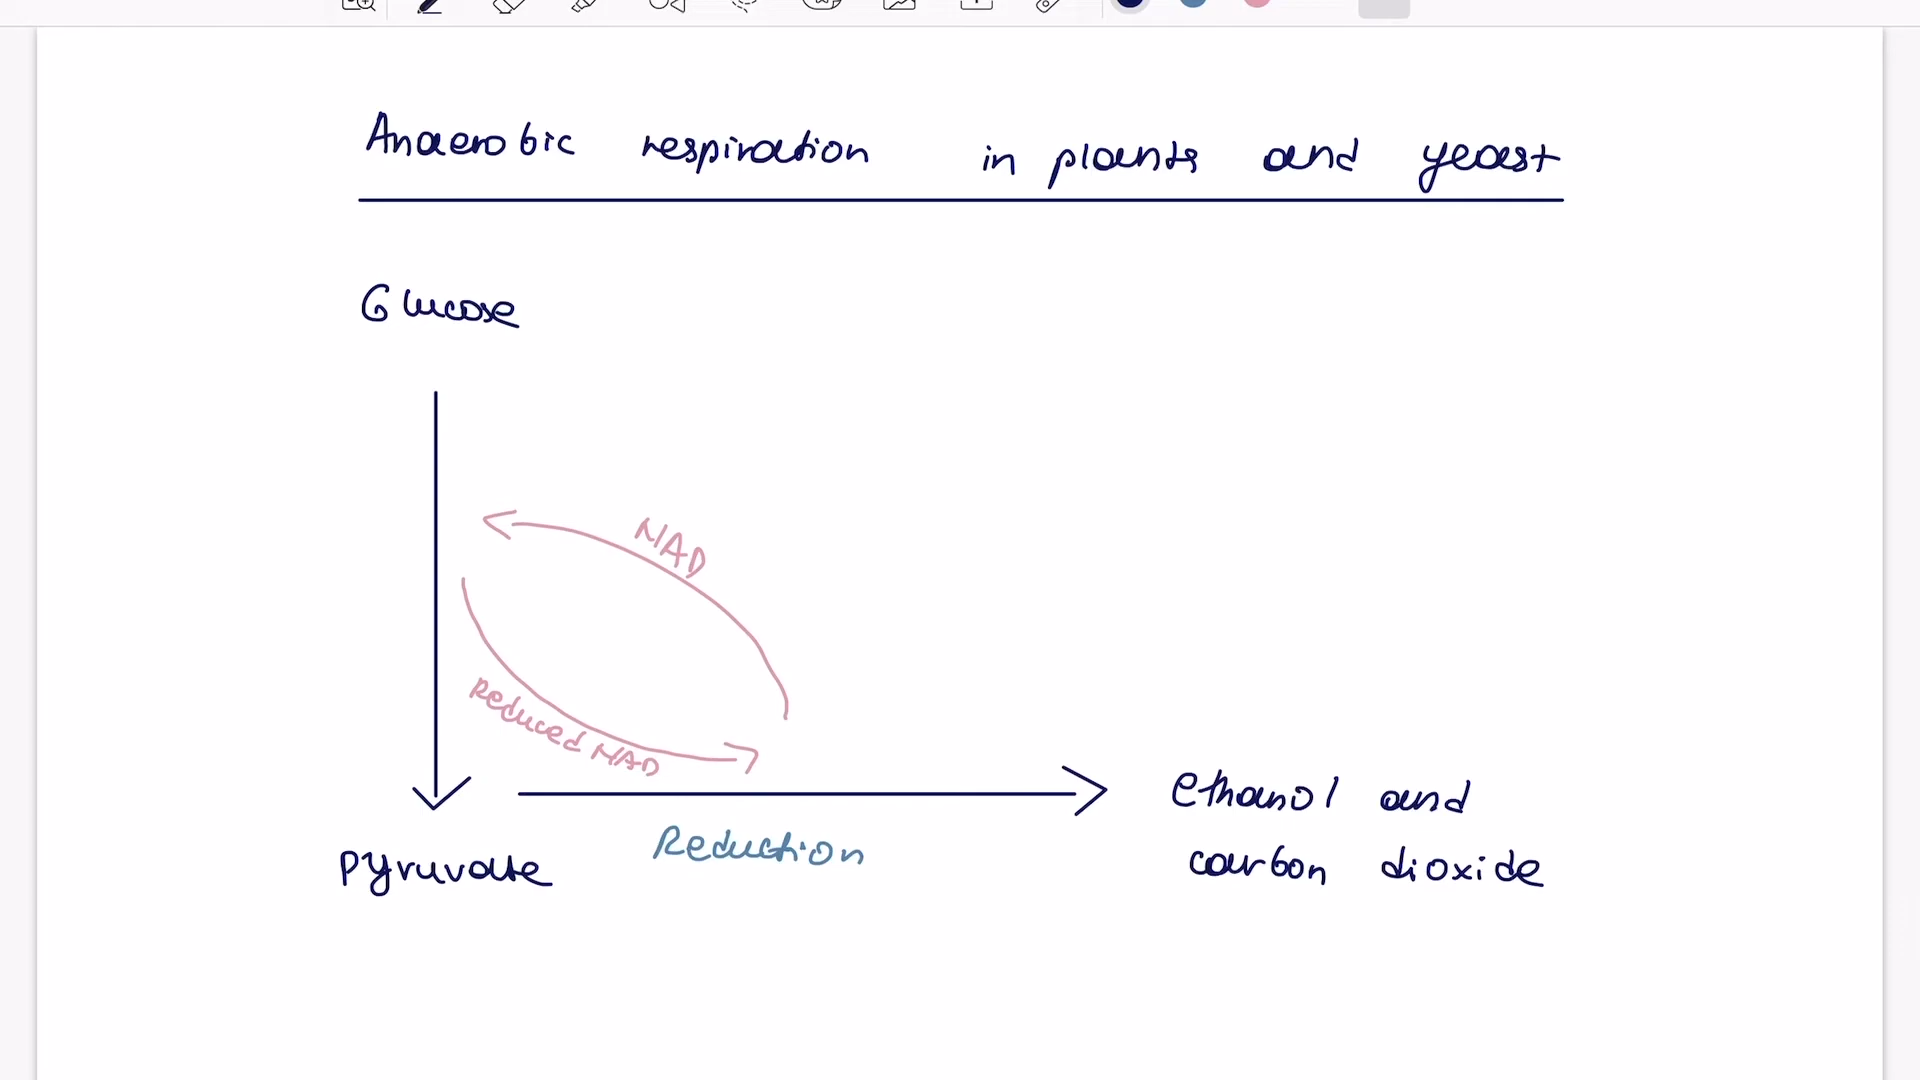 Anaerobic respiration in plants and yeast
Glucose
NAD
Reduced NAD
Pyruvate
Reduction
ethanol and
carbon dioxide